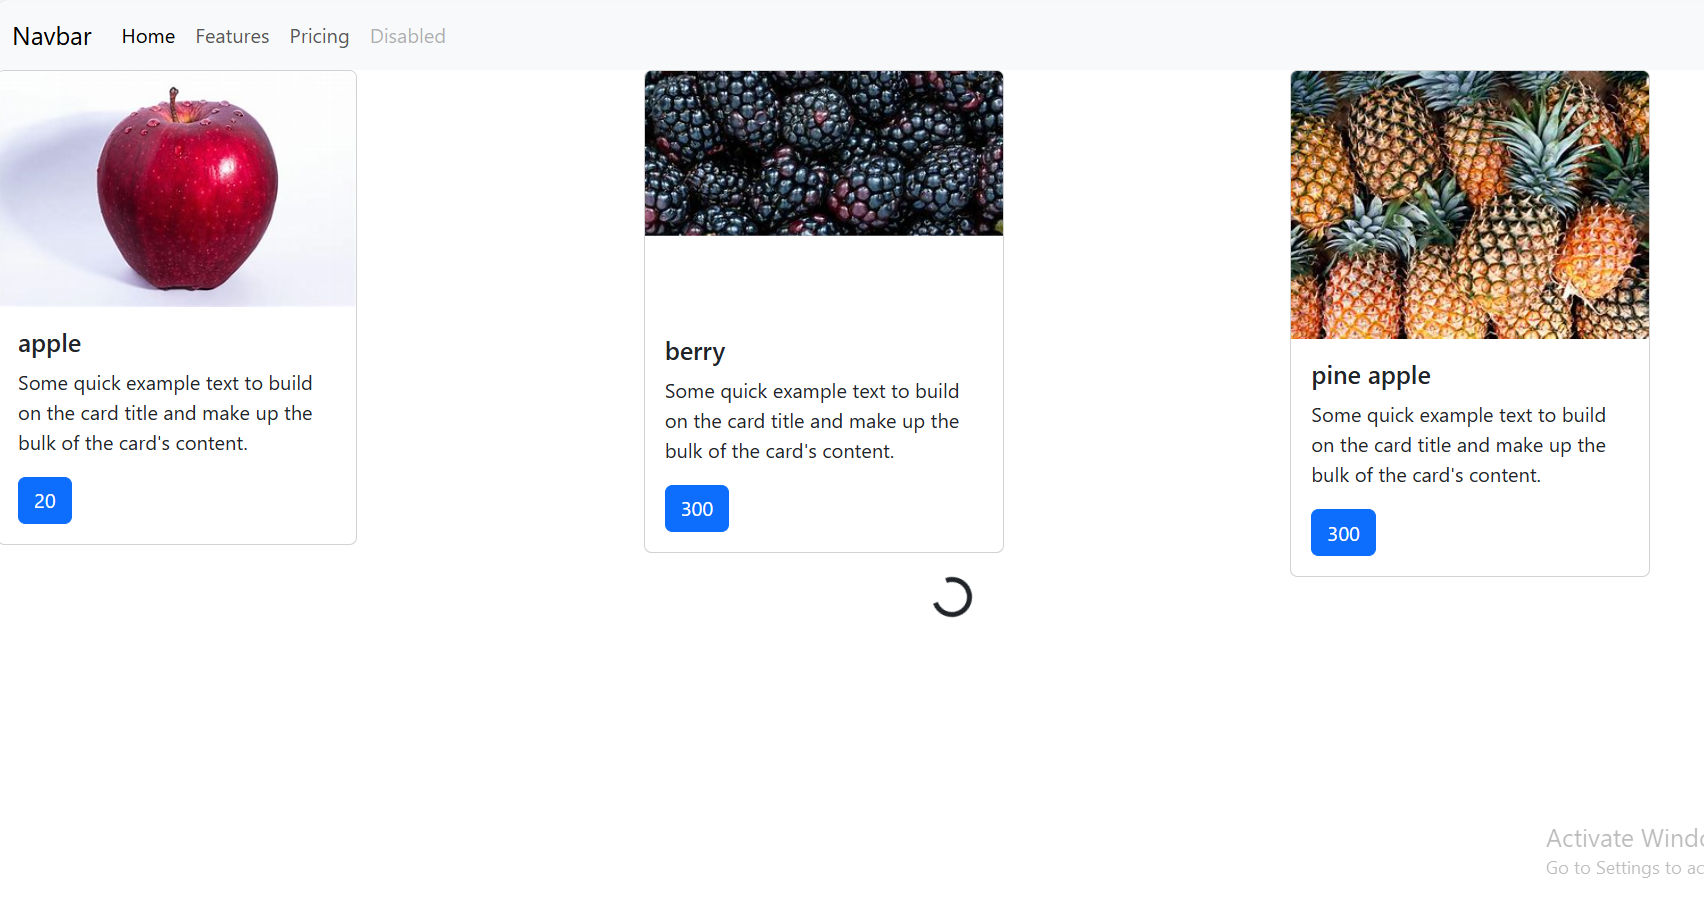 Navbar Home Features Pricing Disabled
apple
Some quick example text to build
on the card title and make up the
bulk of the card's content.
20
berry
Some quick example text to build
on the card title and make up the
bulk of the card's content.
300
pine apple
Some quick example text to build
on the card title and make up the
bulk of the card's content.
300
Activate
Go to Settings to